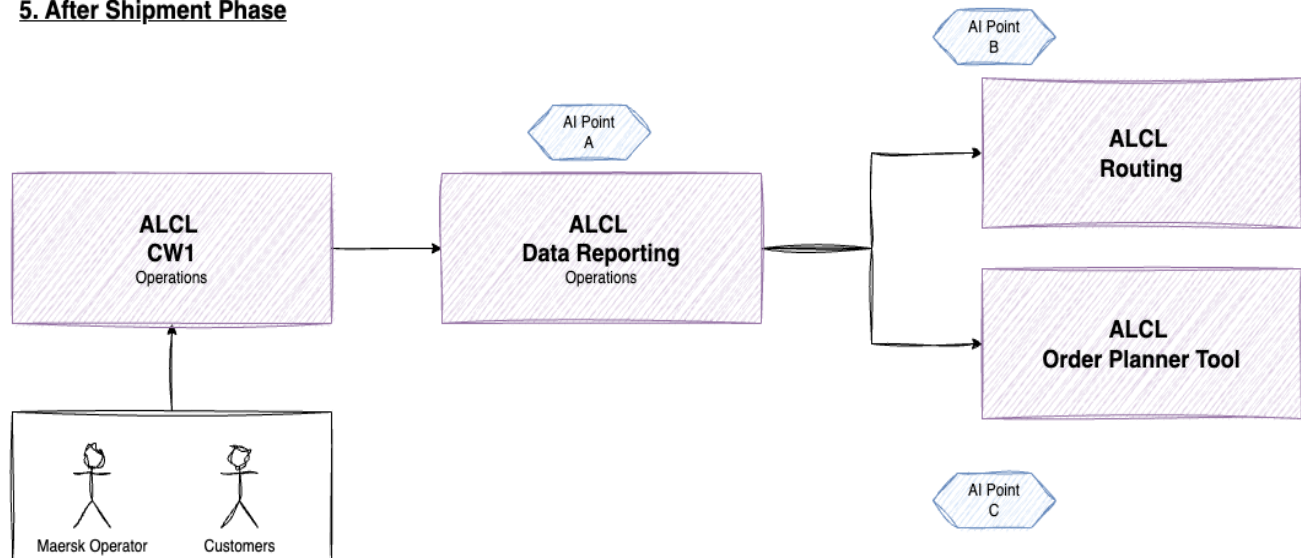 5. After Shipment Phase
AI Point
B
AI Point
A
ALCL
Routing
ALCL
CW1
Operations
ALCL
Data Reporting
Operations
ALCL
Order Planner Tool
AI Point
C
Maersk Operator
Customers